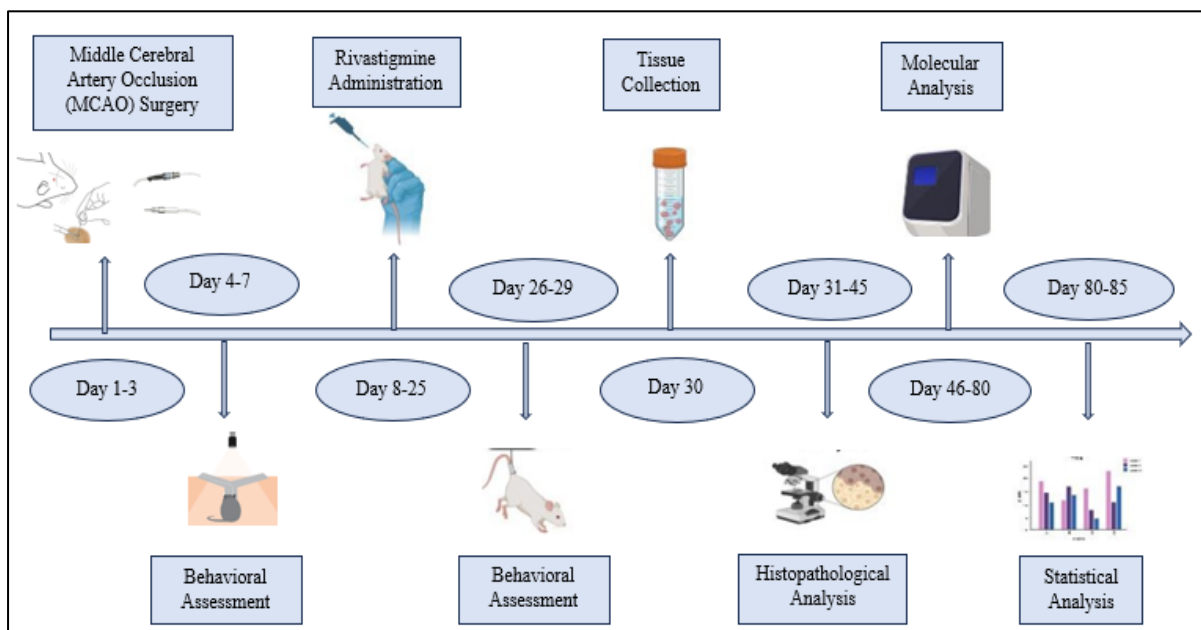 Middle Cerebral
Artery Occlusion
(MCAO) Surgery
Rivastigmine
Administration
Tissue
Collection
Molecular
Analysis
Day 4-7
Day 26-29
Day 31-45
Day 80-85
Day 1-3
Day 8-25
Day 30
Day 46-80
Behavioral
Assessment
Behavioral
Assessment
Histopathological
Analysis
Statistical
Analysis